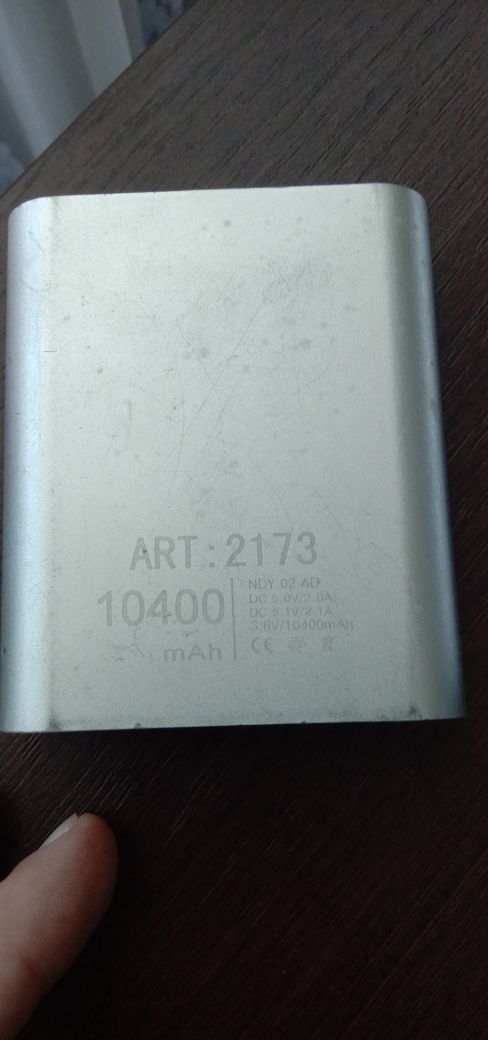 ART : 2173
10400
mAh
NDY 02 AD
DC 5.0V/2.0A
DC 5.1V/2.1A
3.6V/10400mAh
CE